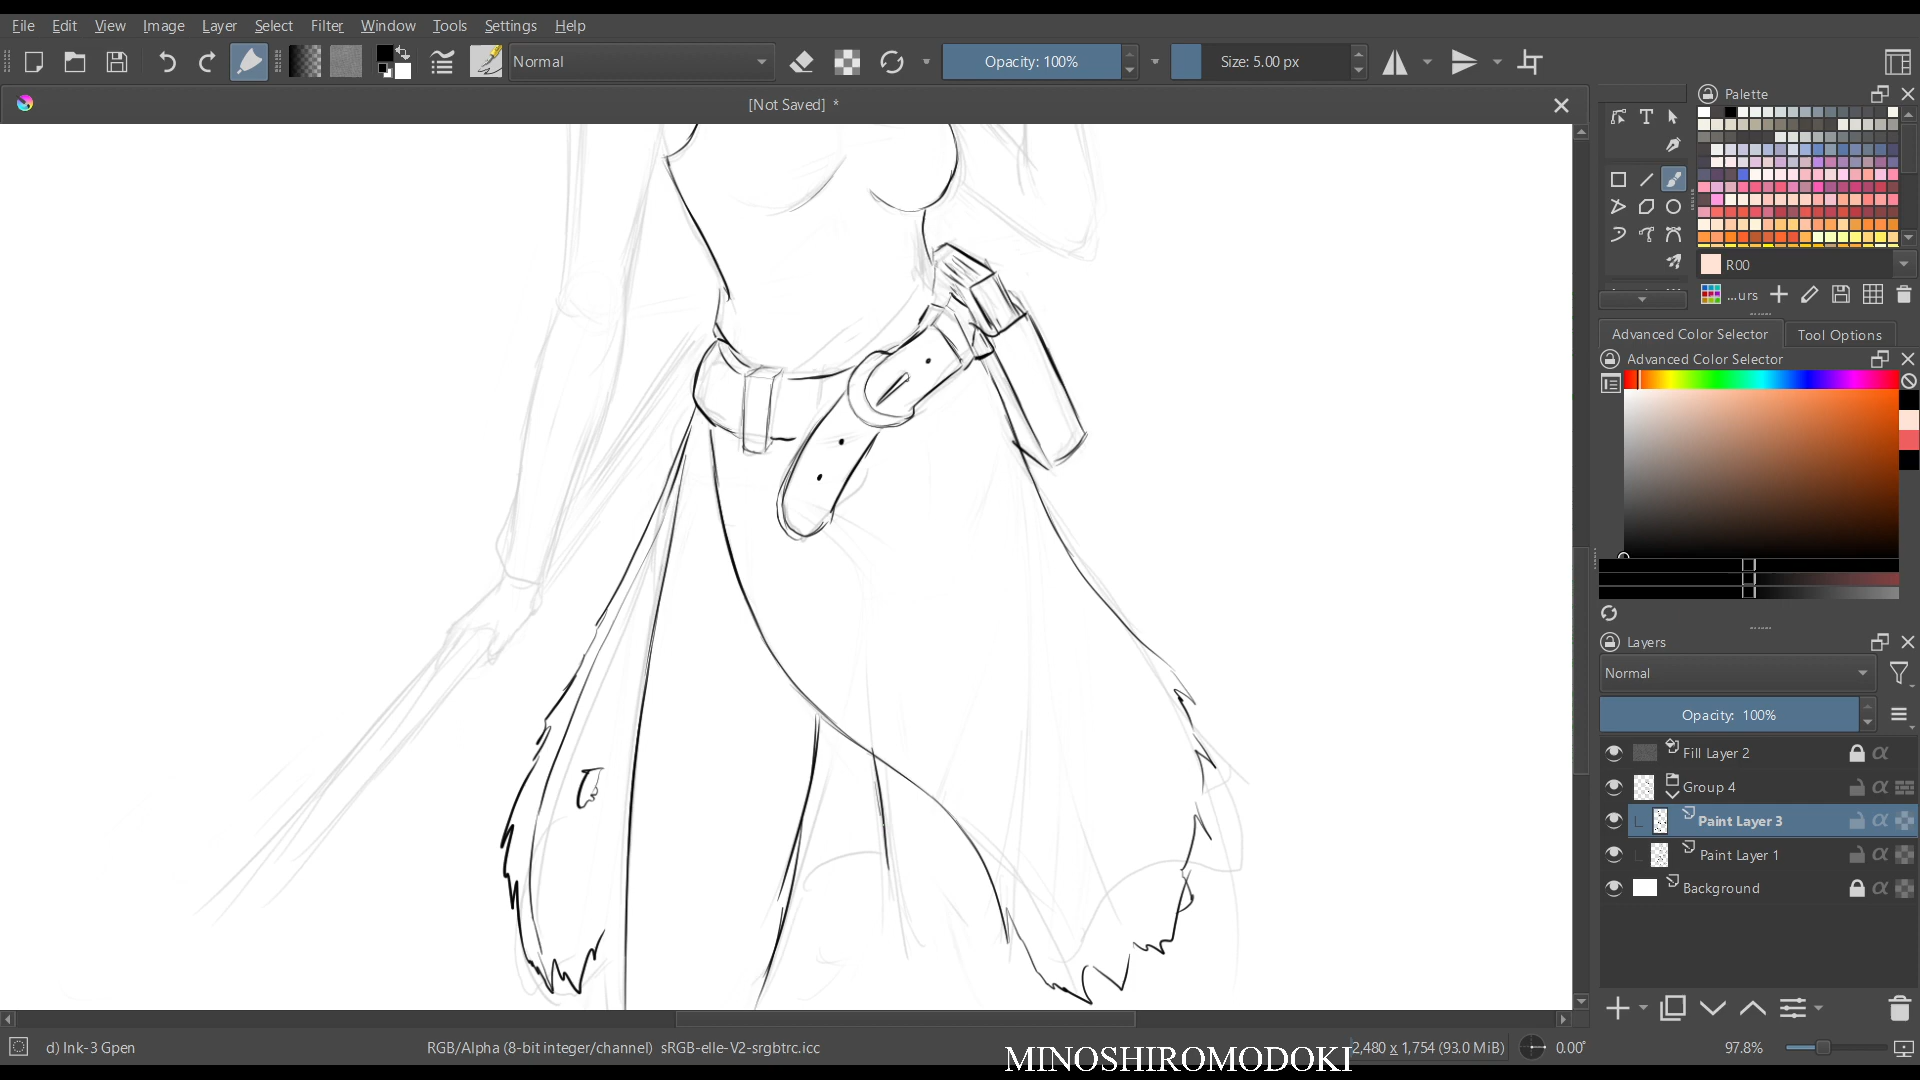 File Edit View Image Layer Select Filter Window Tools Settings Help
Normal Opacity: 100% Size: 5.00 px
[Not Saved] *
Palette
R00
...urs
Advanced Color Selector Tool Options
Advanced Color Selector
Layers
Normal
Opacity: 100%
Fill Layer 2
Group 4
Paint Layer 3
Paint Layer 1
Background
d) Ink-3 Gpen RGB/Alpha (8-bit integer/channel) sRGB-elle-V2-srgbtrc.icc 2,480 x 1,754 (93.0 MiB) 0.00° 97.8%
MINOSHIROMODOKI